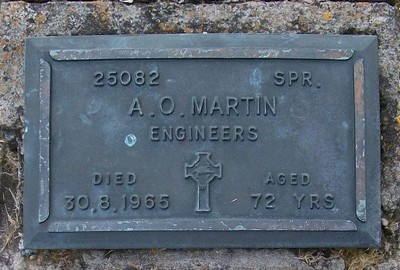 25082 SPR.
A.O. MARTIN
ENGINEERS
DIED AGED
30.8.1965 72 YRS.